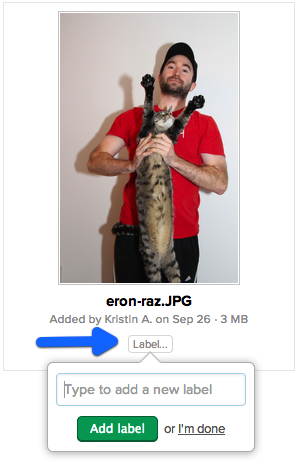 eron-raz.JPG
Added by Kristin A. on Sep 26 · 3 MB
Label...
Type to add a new label
Add label or I'm done